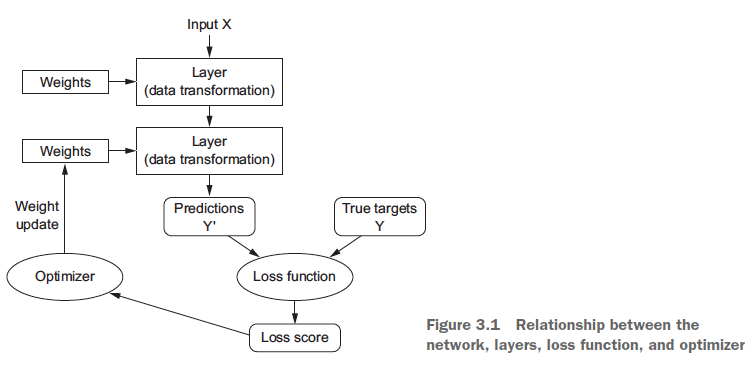 Input X
Layer
(data transformation)
Weights
Layer
(data transformation)
Weights
Weight
update
Predictions
Y'
True targets
Y
Optimizer
Loss function
Loss score
Figure 3.1 Relationship between the
network, layers, loss function, and optimizer